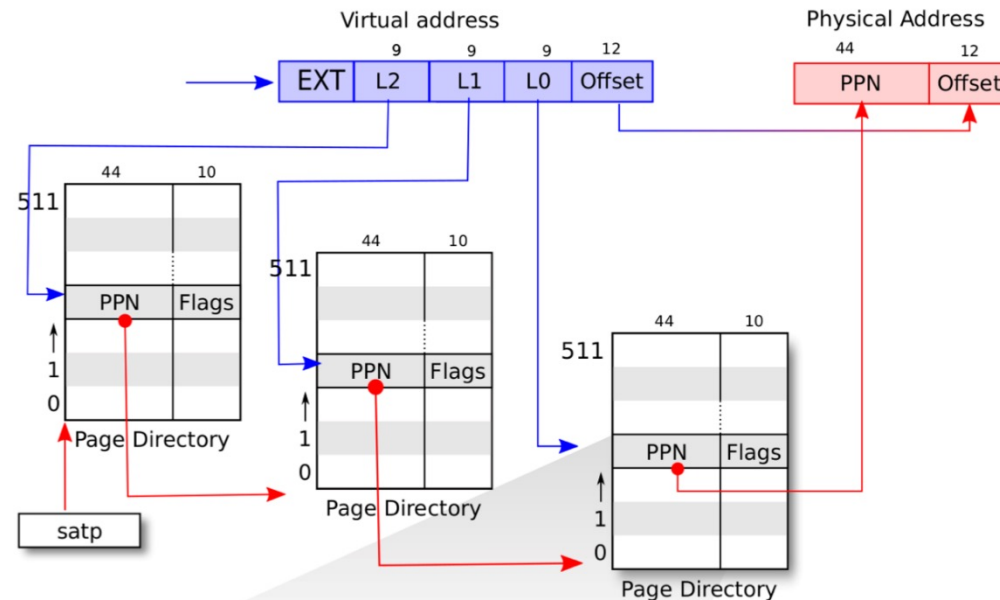 Virtual address
Physical Address
9 9 9 12
44 12
EXT L2 L1 L0 Offset
PPN Offset
44 10
511
PPN Flags
1
0
Page Directory
satp
44 10
511
PPN Flags
1
0
Page Directory
44 10
511
PPN Flags
1
0
Page Directory